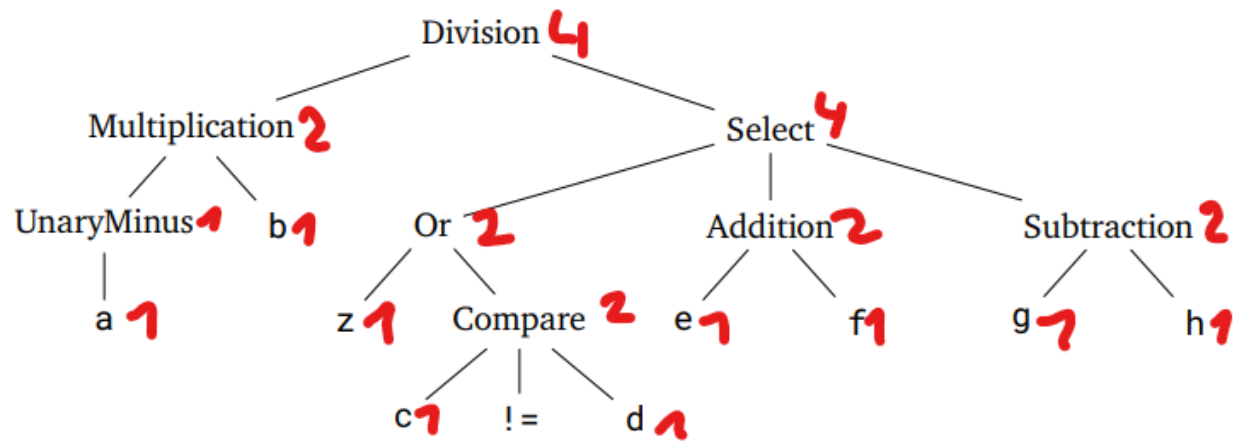 Division 4
Multiplication 2 Select 4
UnaryMinus 1 b 1 Or 2 Addition 2 Subtraction 2
a 1 z 1 Compare 2 e 1 f 1 g 1 h 1
c 1 != d 1